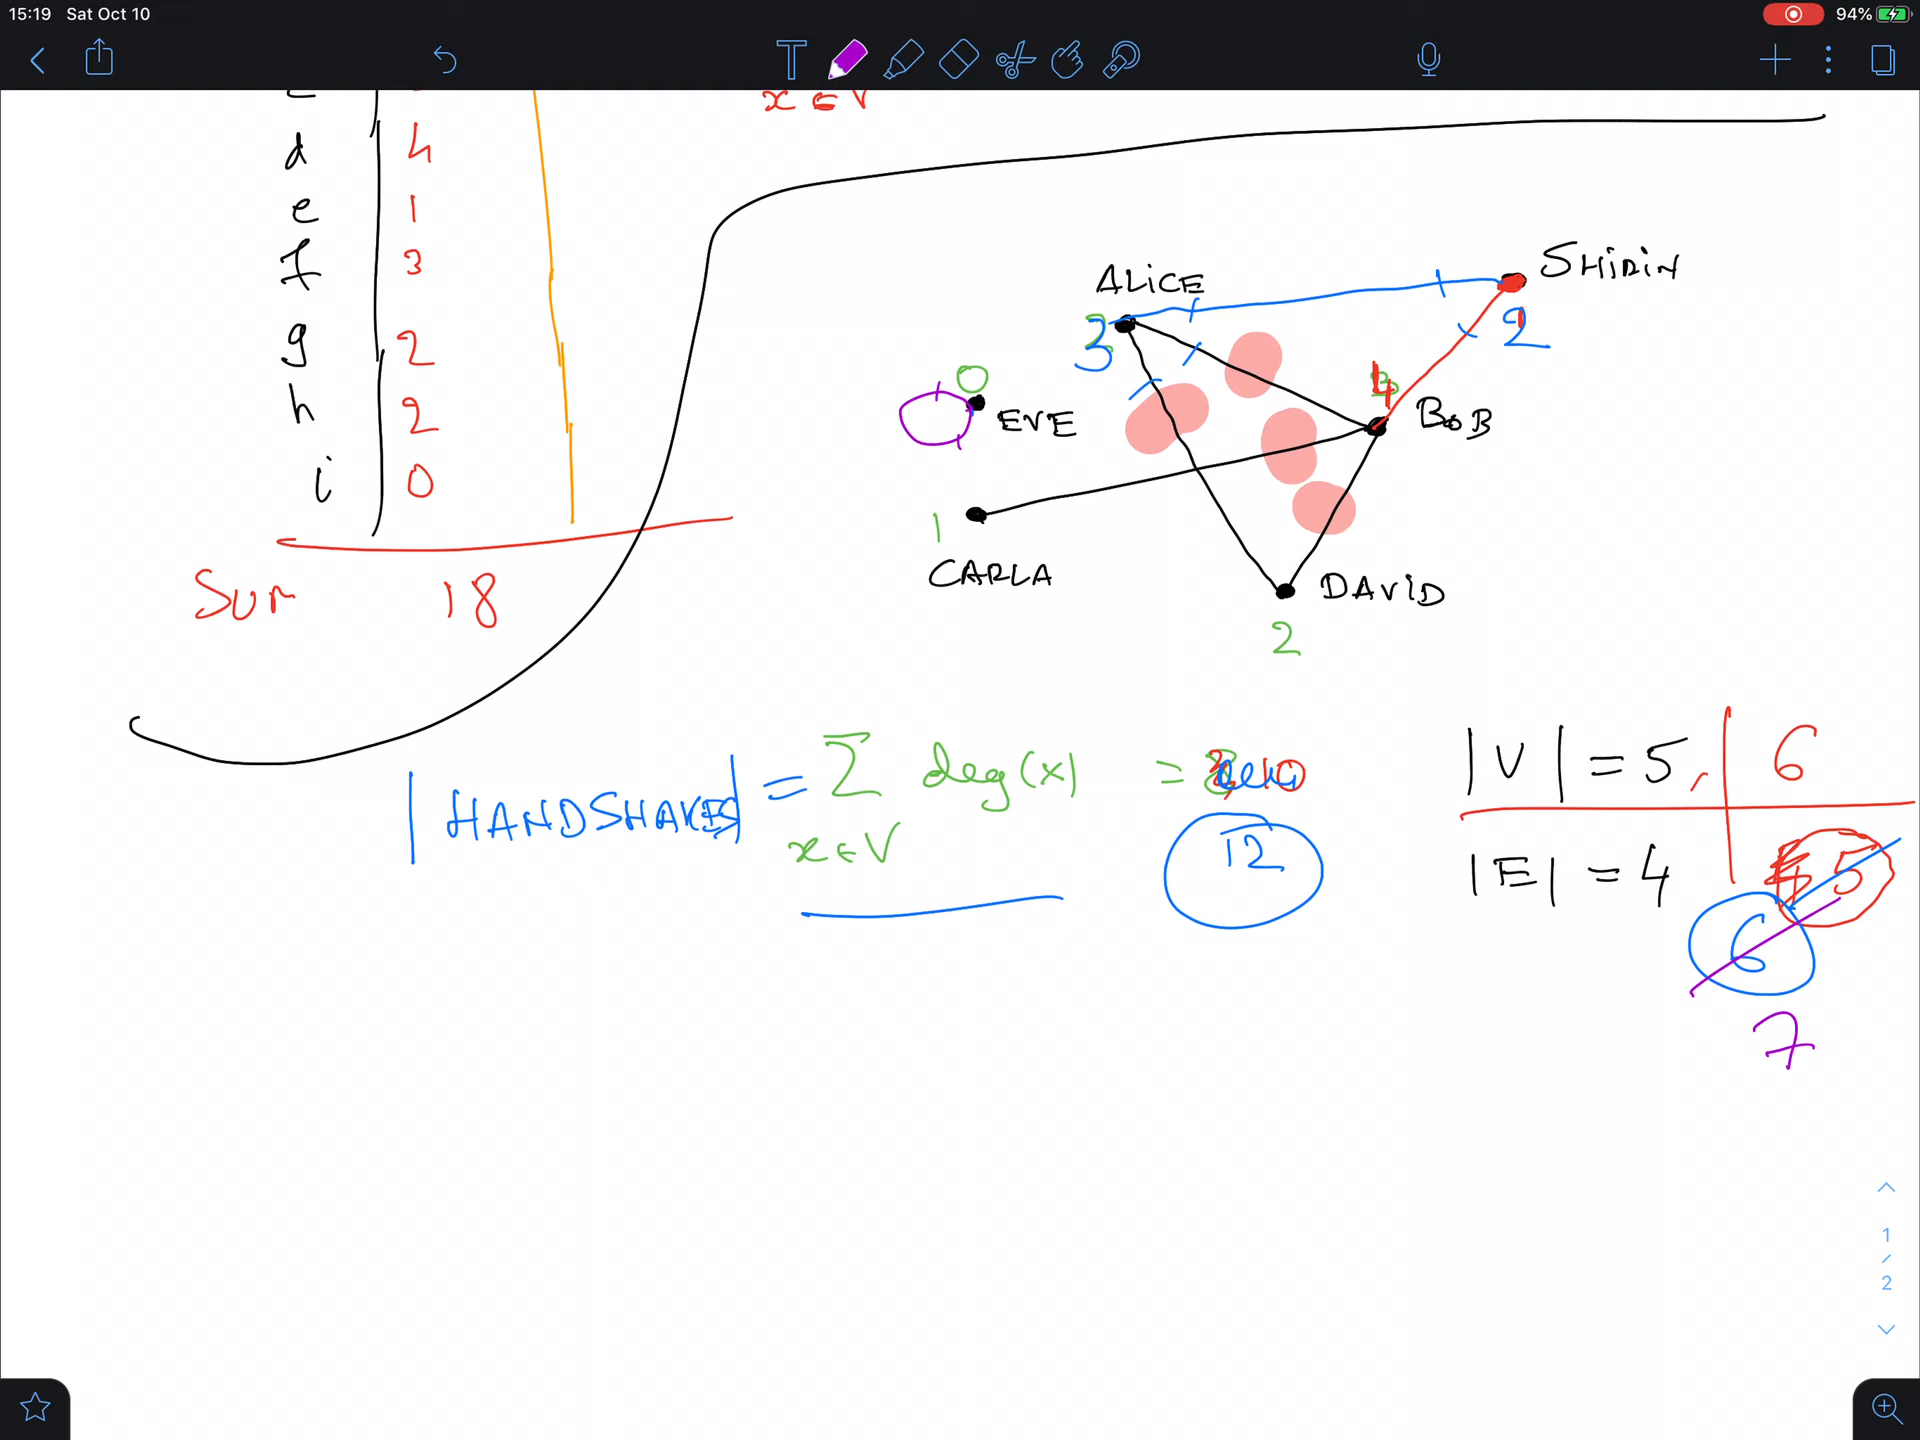 15:19 Sat Oct 10
94%
x ∈ V
d 4
e 1
f 3
g 2
h 2
i 0
Sum 18
ALiCE
SHiRiN
3
2
0
EVE
4
BOB
1
CARLA
DAViD
2
|HANDSHAKES| = Σ deg(x) =
x ∈ V
10
12
|V| = 5, 6
|E| = 4 5
6
7
1
/
2